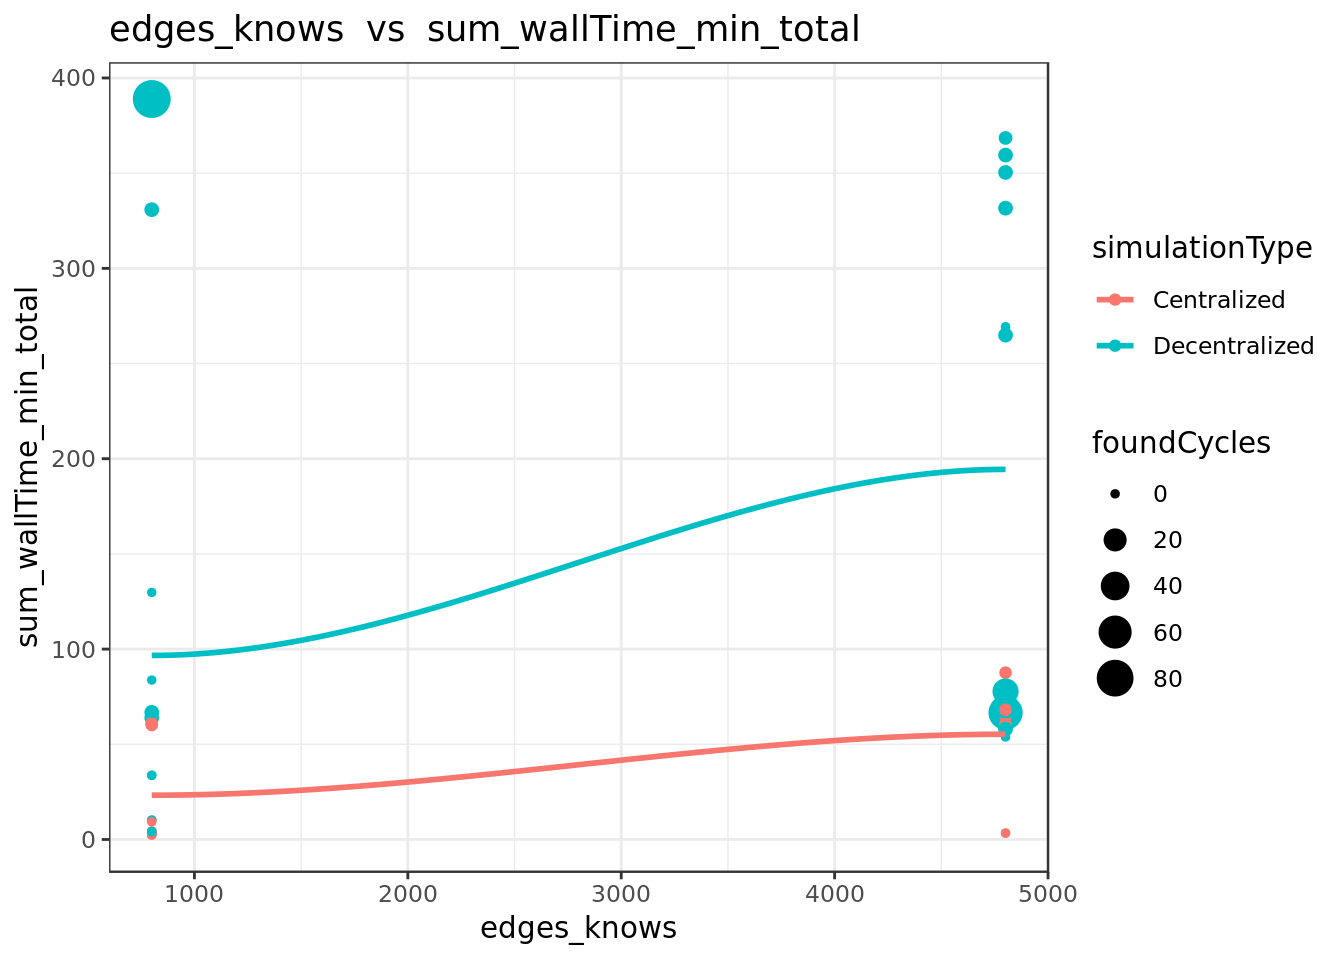 edges_knows  vs  sum_wallTime_min_total
400
300
200
100
0
sum_wallTime_min_total
1000
2000
3000
4000
5000
edges_knows
simulationType
Centralized
Decentralized
foundCycles
0
20
40
60
80